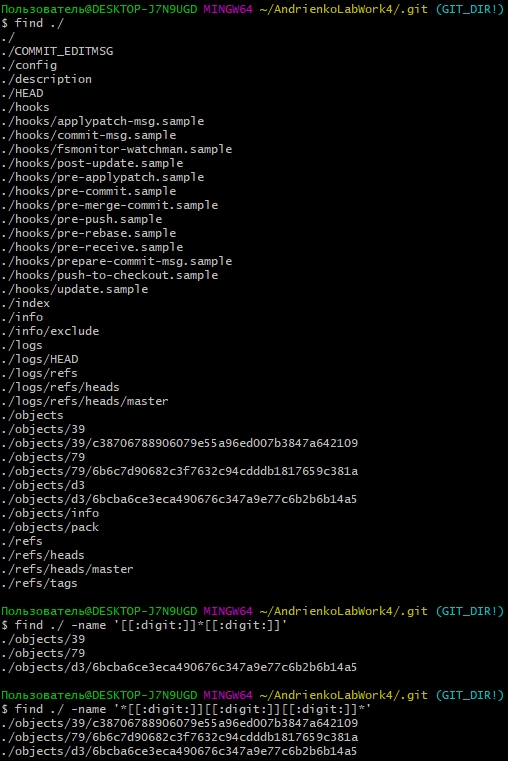 Пользователь@DESKTOP-J7N9UGD MINGW64 ~/AndrienkoLabWork4/.git (GIT_DIR!)
$ find ./
./
./COMMIT_EDITMSG
./config
./description
./HEAD
./hooks
./hooks/applypatch-msg.sample
./hooks/commit-msg.sample
./hooks/fsmonitor-watchman.sample
./hooks/post-update.sample
./hooks/pre-applypatch.sample
./hooks/pre-commit.sample
./hooks/pre-merge-commit.sample
./hooks/pre-push.sample
./hooks/pre-rebase.sample
./hooks/pre-receive.sample
./hooks/prepare-commit-msg.sample
./hooks/push-to-checkout.sample
./hooks/update.sample
./index
./info
./info/exclude
./logs
./logs/HEAD
./logs/refs
./logs/refs/heads
./logs/refs/heads/master
./objects
./objects/39
./objects/39/c38706788906079e55a96ed007b3847a642109
./objects/79
./objects/79/6b6c7d90682c3f7632c94cdddb1817659c381a
./objects/d3
./objects/d3/6bcba6ce3eca490676c347a9e77c6b2b6b14a5
./objects/info
./objects/pack
./refs
./refs/heads
./refs/heads/master
./refs/tags
Пользователь@DESKTOP-J7N9UGD MINGW64 ~/AndrienkoLabWork4/.git (GIT_DIR!)
$ find ./ -name '[[:digit:]]*[[:digit:]]'
./objects/39
./objects/79
./objects/d3/6bcba6ce3eca490676c347a9e77c6b2b6b14a5
Пользователь@DESKTOP-J7N9UGD MINGW64 ~/AndrienkoLabWork4/.git (GIT_DIR!)
$ find ./ -name '*[[:digit:]][[:digit:]][[:digit:]]*'
./objects/39/c38706788906079e55a96ed007b3847a642109
./objects/79/6b6c7d90682c3f7632c94cdddb1817659c381a
./objects/d3/6bcba6ce3eca490676c347a9e77c6b2b6b14a5